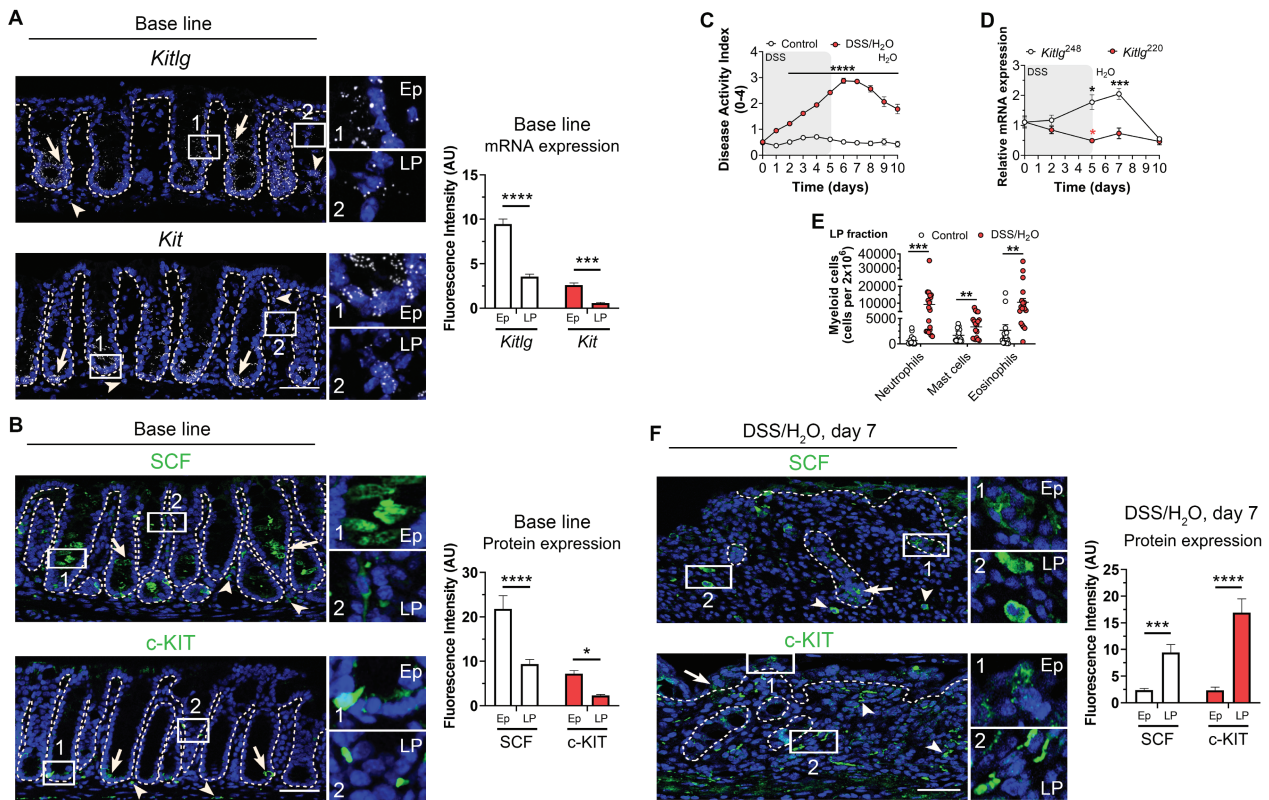 A
Base line
Kitlg
1
2
Ep
1
LP
2
Kit
1
2
1
Ep
LP
2
Base line
mRNA expression
Fluorescence Intensity (AU)
20
15
10
5
0
****
***
Ep LP Ep LP
Kitlg Kit
B
Base line
SCF
1
2
1
Ep
2
LP
c-KIT
1
2
Ep
1
LP
2
Base line
Protein expression
Fluorescence Intensity (AU)
30
20
10
0
****
*
Ep LP Ep LP
SCF c-KIT
C
Control DSS/H2O
DSS H2O
****
Disease Activity Index
(0-4)
4
3
2
1
0
0 1 2 3 4 5 6 7 8 9 10
Time (days)
D
Kitlg248 Kitlg220
DSS H2O
* ***
*
Relative mRNA expression
3
2
1
0
0 1 2 3 4 5 6 7 8 9 10
Time (days)
E
LP fraction
Control DSS/H2O
*** ** **
Myeloid cells
(cells per 2x10⁶)
40000
30000
20000
10000
5000
0
Neutrophils
Mast cells
Eosinophils
F
DSS/H2O, day 7
SCF
1
2
1
Ep
2
LP
c-KIT
1
2
1
Ep
2
LP
DSS/H2O, day 7
Protein expression
Fluorescence Intensity (AU)
25
20
15
10
5
0
***
****
Ep LP Ep LP
SCF c-KIT